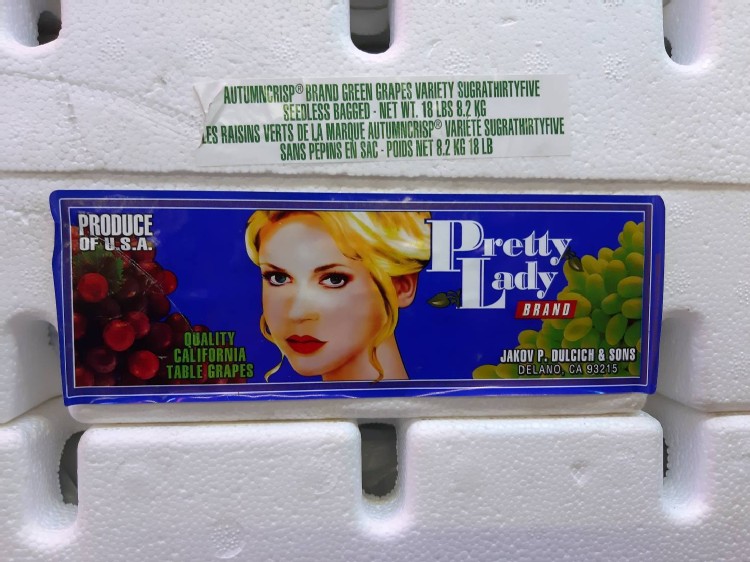 AUTUMNCRISP® BRAND GREEN GRAPES VARIETY SUGRATHIRTYFIVE
SEEDLESS BAGGED - NET WT. 18 LBS 8.2 KG
LES RAISINS VERTS DE LA MARQUE AUTUMNCRISP® VARIÉTÉ SUGRATHIRTYFIVE
SANS PEPINS EN SAC - POIDS NET 8.2 KG 18 LB
PRODUCE
OF U.S.A.
Pretty
Lady
BRAND
QUALITY
CALIFORNIA
TABLE GRAPES
JAKOV P. DULCICH & SONS
DELANO, CA 93215